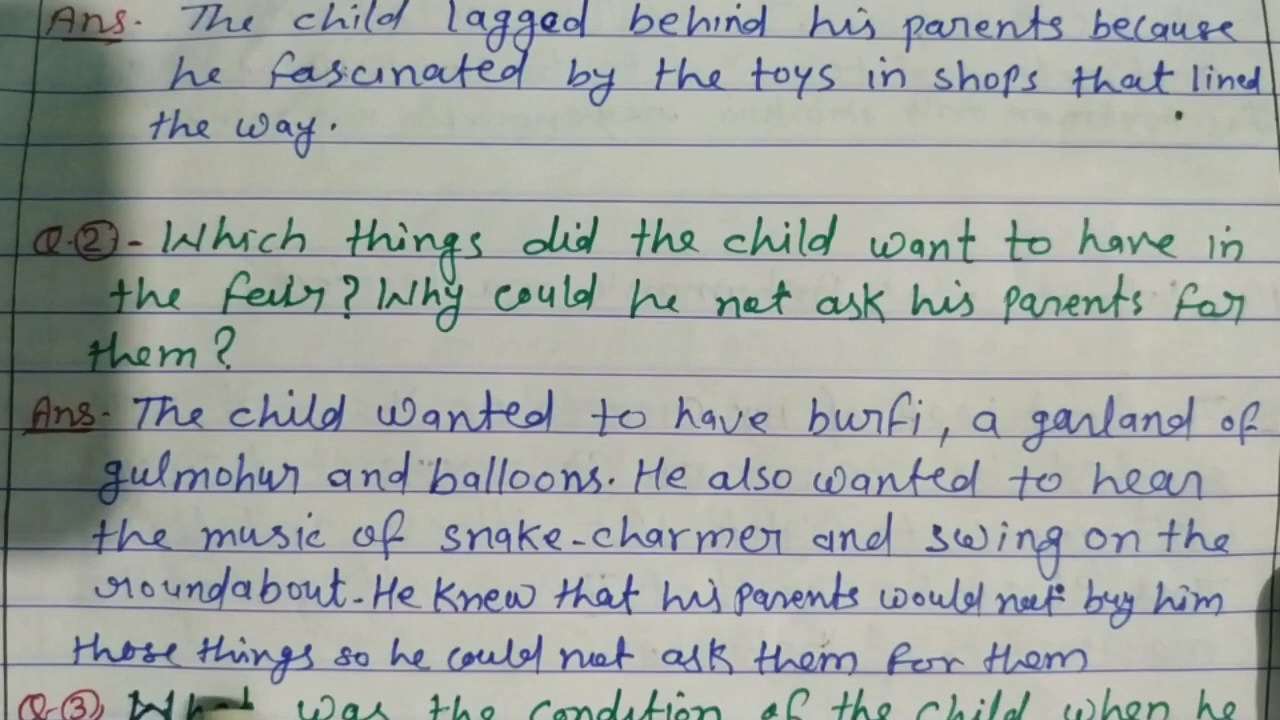 Ans. The child lagged behind his parents because
he fascinated by the toys in shops that lined
the way.
Q.2- Which things did the child want to have in
the fair? Why could he not ask his parents for
them?
Ans- The child wanted to have burfi, a garland of
gulmohur and balloons. He also wanted to hear
the music of snake-charmer and swing on the
roundabout. He knew that his parents would not buy him
those things so he could not ask them for them
Q-3) What was the condition of the child when he